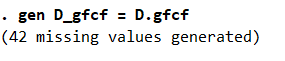 . gen D_gfcf = D.gfcf
(42 missing values generated)